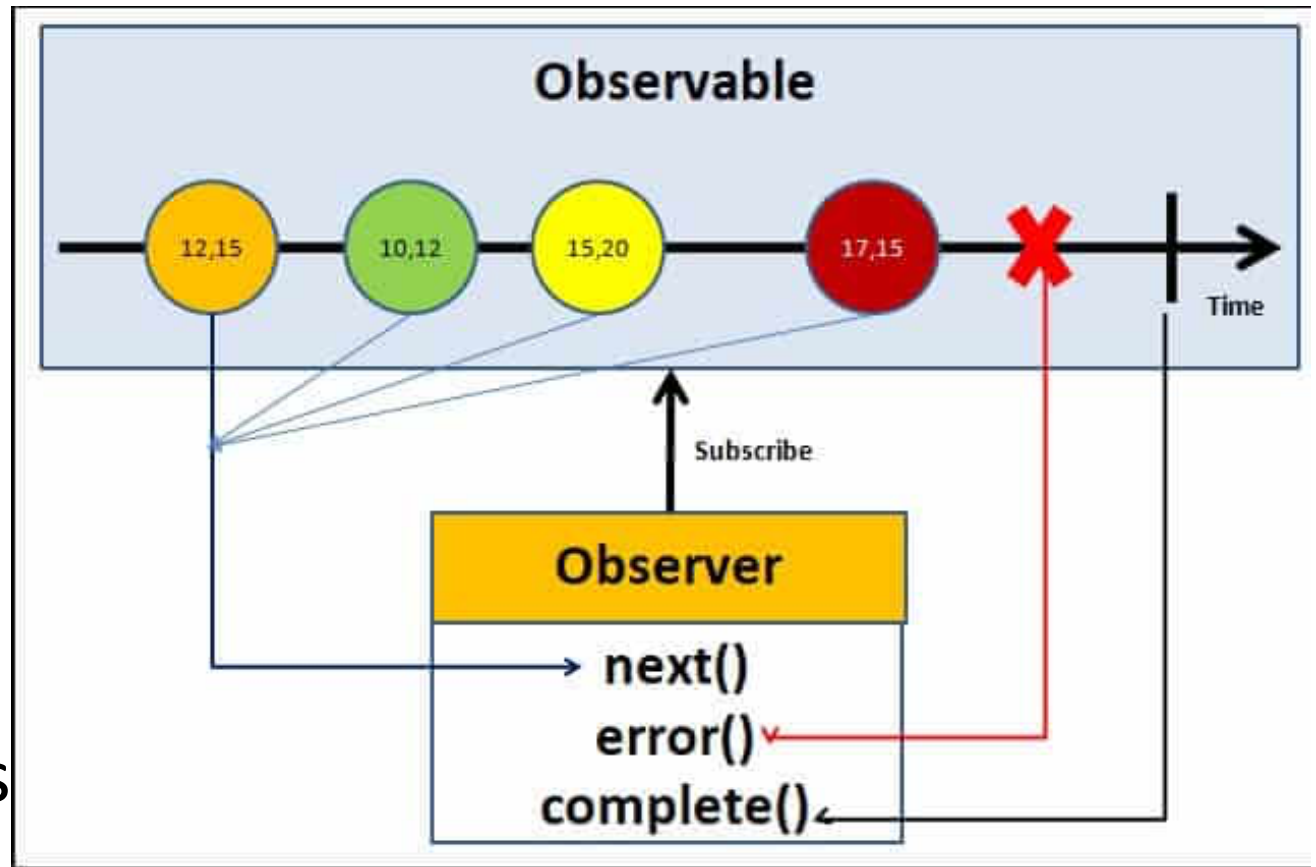 Observable
12,15
10,12
15,20
17,15
Time
Subscribe
Observer
next()
error()
complete()
s